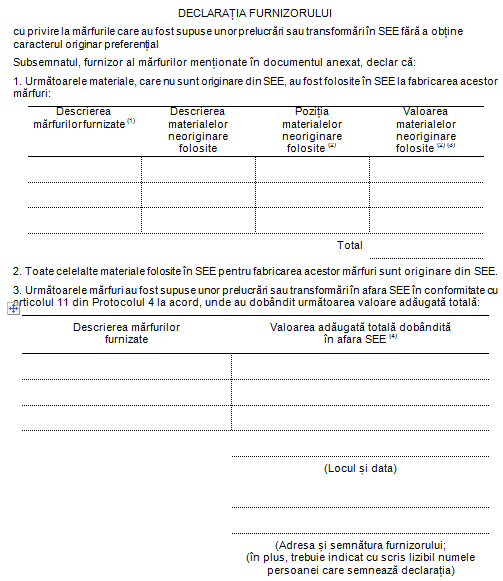 DECLARAȚIA FURNIZORULUI
cu privire la mărfurile care au fost supuse unor prelucrări sau transformări în SEE fără a obține
caracterul originar preferențial
Subsemnatul, furnizor al mărfurilor menționate în documentul anexat, declar că:
1. Următoarele materiale, care nu sunt originare din SEE, au fost folosite în SEE la fabricarea acestor
mărfuri:
Descrierea mărfurilor furnizate (1)
Descrierea materialelor neoriginare folosite
Poziția materialelor neoriginare folosite (2)
Valoarea materialelor neoriginare folosite (2) (3)
Total
2. Toate celelalte materiale folosite în SEE pentru fabricarea acestor mărfuri sunt originare din SEE.
3. Următoarele mărfuri au fost supuse unor prelucrări sau transformări în afara SEE în conformitate cu
articolul 11 din Protocolul 4 la acord, unde au dobândit următoarea valoare adăugată totală:
Descrierea mărfurilor
furnizate
Valoarea adăugată totală dobândită
în afara SEE (4)
(Locul și data)
(Adresa și semnătura furnizorului;
(în plus, trebuie indicat cu scris lizibil numele
persoanei care semnează declarația)